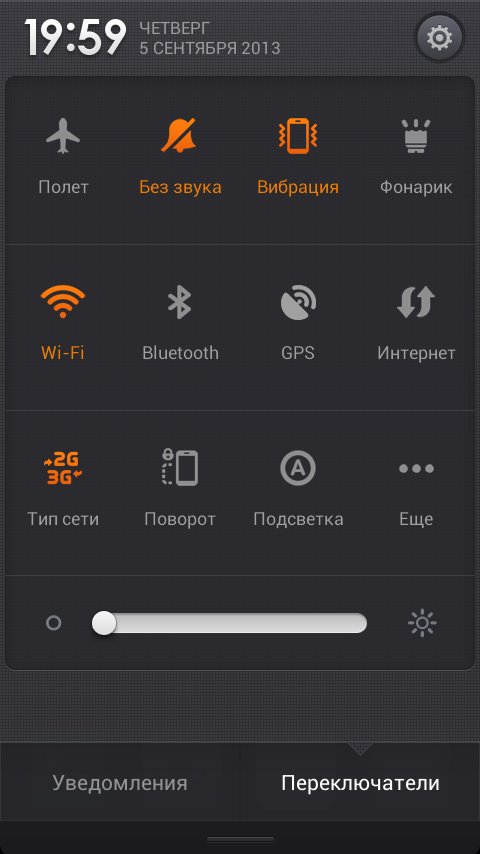 19:59
ЧЕТВЕРГ
5 СЕНТЯБРЯ 2013
Полет
Без звука
Вибрация
Фонарик
Wi-Fi
Bluetooth
GPS
Интернет
2G
3G
Тип сети
Поворот
A
Подсветка
Еще
Уведомления
Переключатели